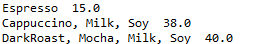 Espresso  15.0
Cappuccino, Milk, Soy  38.0
DarkRoast, Mocha, Milk, Soy  40.0